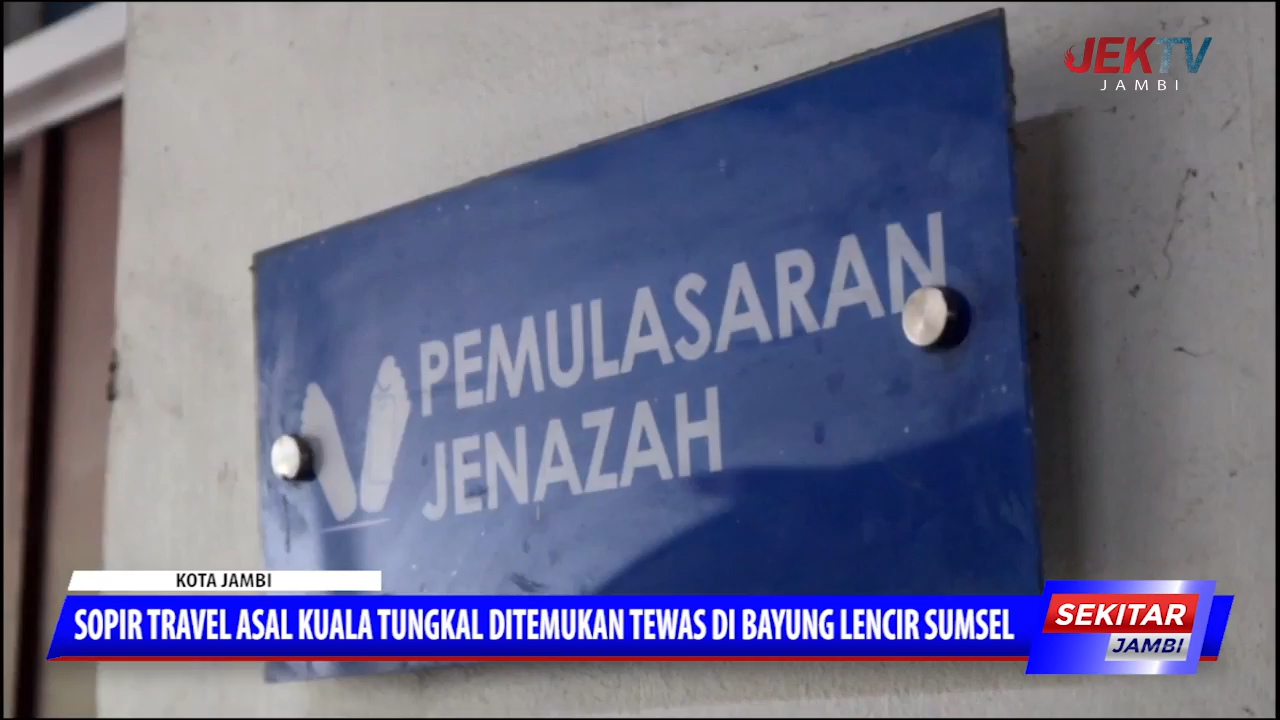 JEKTV
JAMBI
PEMULASARAN
JENAZAH
KOTA JAMBI
SOPIR TRAVEL ASAL KUALA TUNGKAL DITEMUKAN TEWAS DI BAYUNG LENCIR SUMSEL
SEKITAR
JAMBI